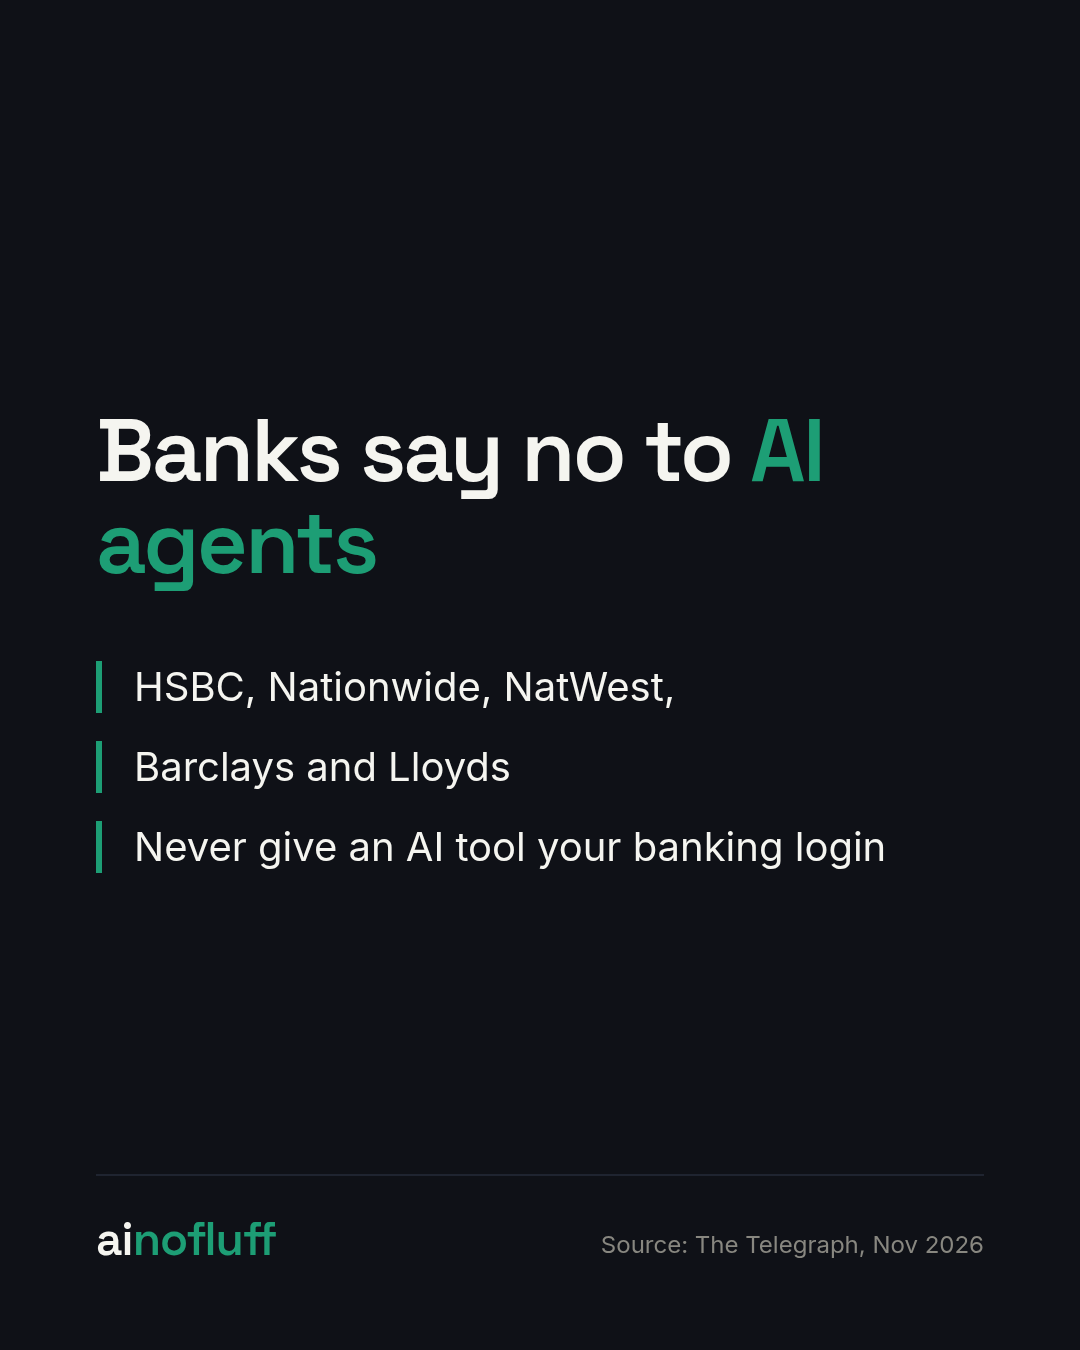 Banks say no to AI
agents
HSBC, Nationwide, NatWest,
Barclays and Lloyds
Never give an AI tool your banking login
ainofluff
Source: The Telegraph, Nov 2026